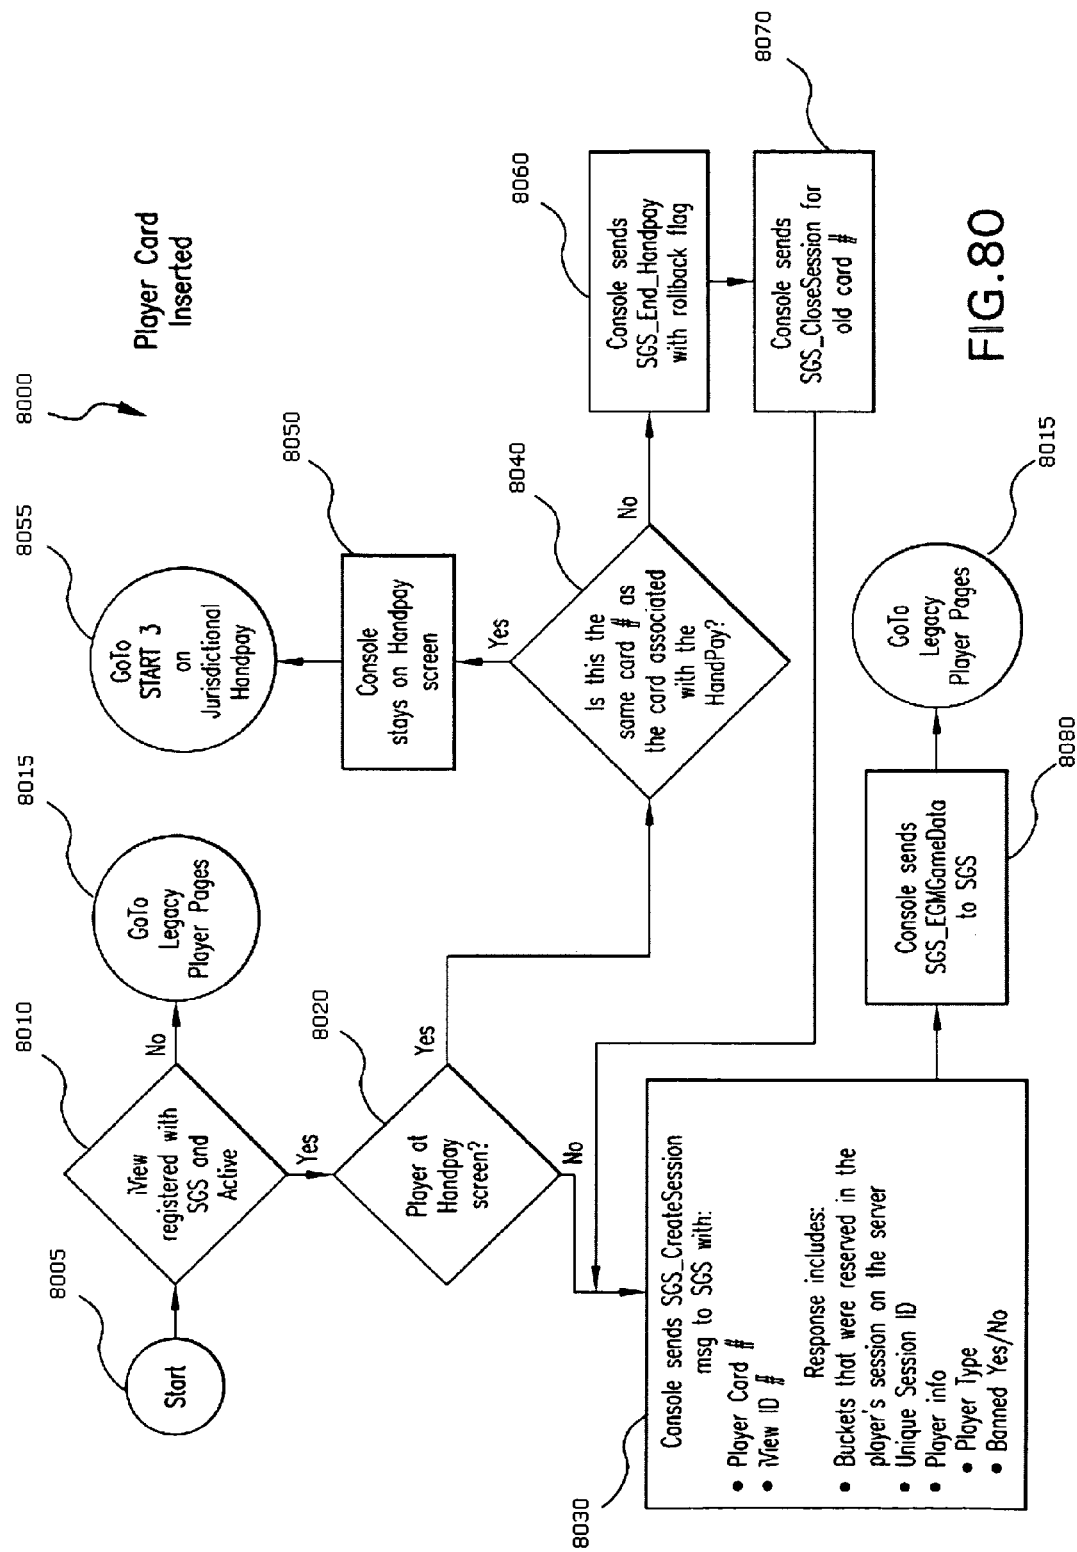 8000
Player Card
Inserted
8005
Start
8010
iView
registered with
SGS and
Active
No
Yes
8015
GoTo
Legacy
Player Pages
8020
Player at
Handpay
screen?
Yes
No
8055
GoTo
START 3
on
Jurisdictional
Handpay
8050
Console
stays on Handpay
screen
Yes
8040
Is this the
same card # as
the card associated
with the
HandPay?
No
8060
Console sends
SGS_End_Handpay
with rollback flag
8070
Console sends
SGS_CloseSession for
old card #
8030
Console sends SGS_CreateSession
msg to SGS with:
• Player Card #
• iView ID #
Response includes:
• Buckets that were reserved in the
player's session on the server
• Unique Session ID
• Player info
• Player Type
• Banned Yes/No
8080
Console sends
SGS_EGMGameData
to SGS
8015
GoTo
Legacy
Player Pages
FIG.80